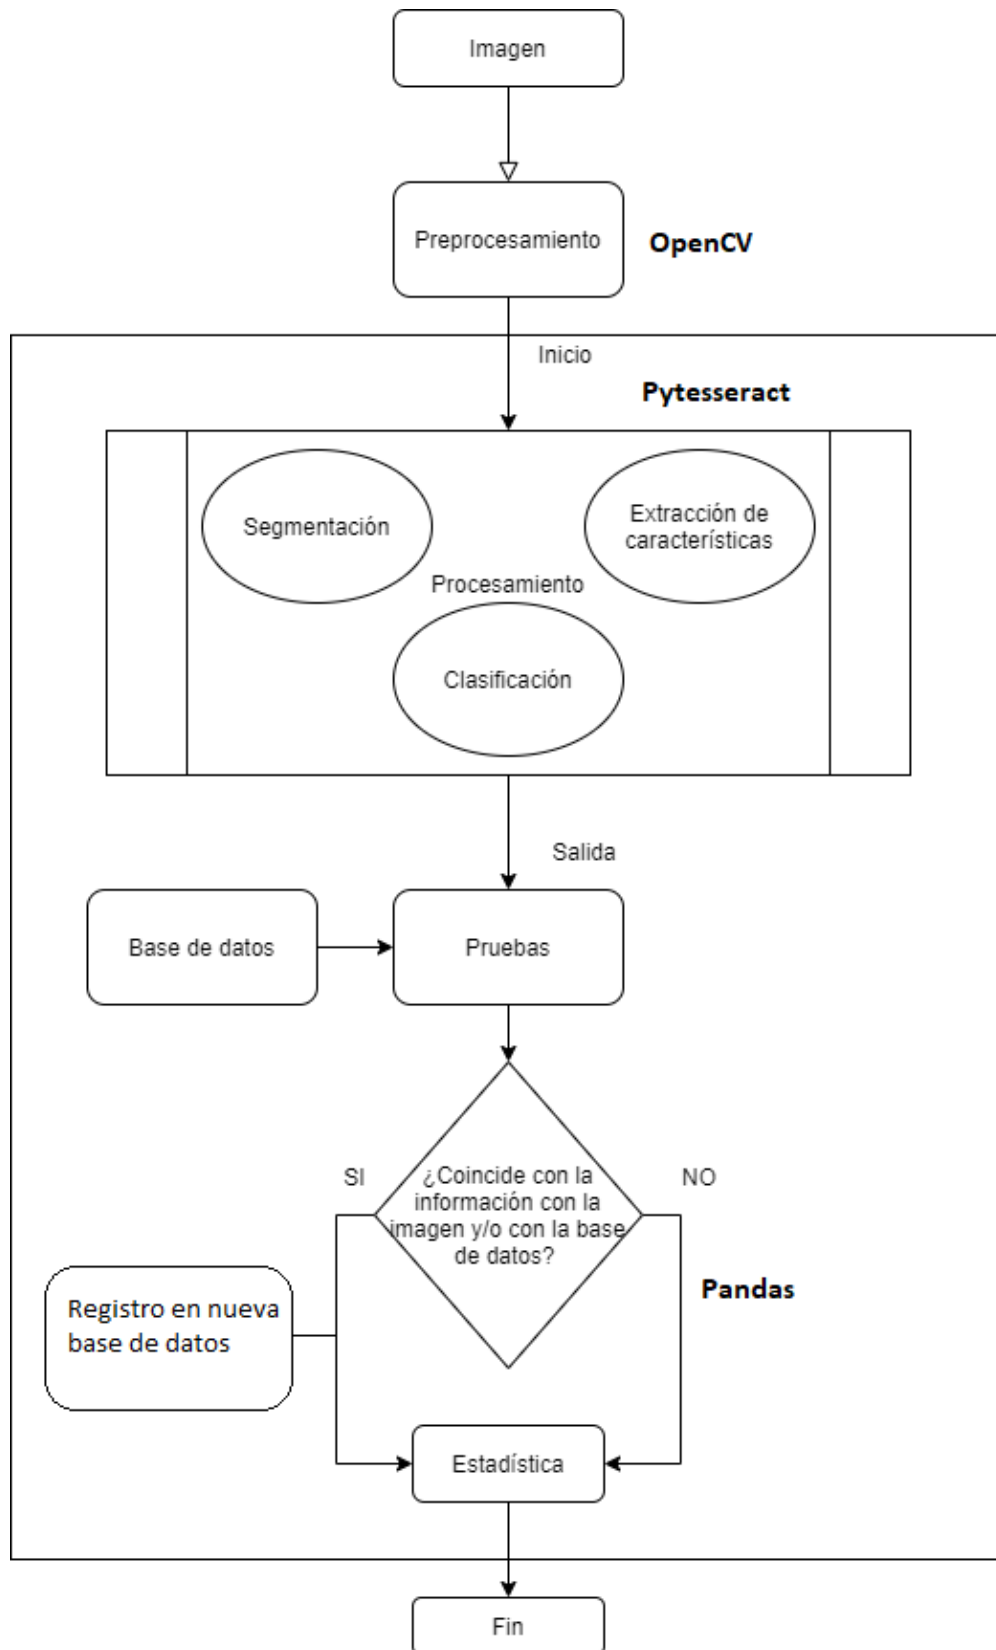 Imagen
Preprocesamiento
OpenCV
Inicio
Pytesseract
Segmentación
Extracción de
características
Procesamiento
Clasificación
Salida
Base de datos
Pruebas
SI
¿Coincide con la
información con la
imagen y/o con la base
de datos?
NO
Pandas
Registro en nueva
base de datos
Estadística
Fin